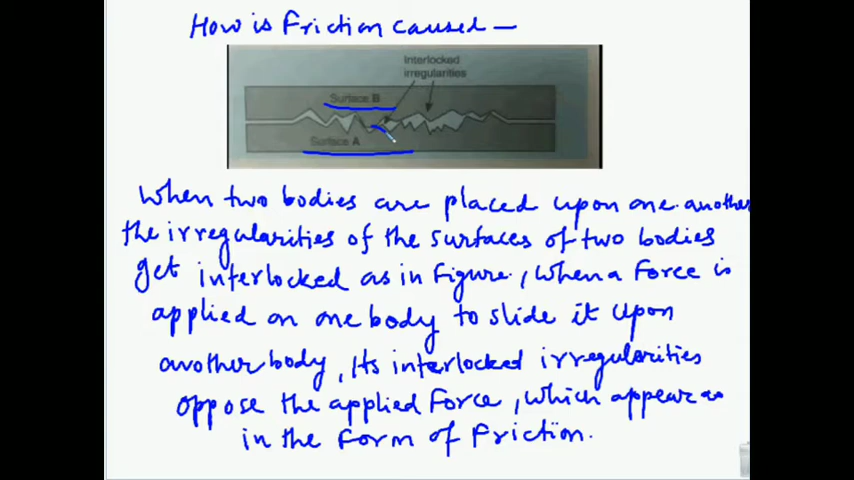 How is Friction caused —
Interlocked
irregularities
Surface B
Surface A
When two bodies are placed upon one another
the irregularities of the surfaces of two bodies
get interlocked as in figure, when a force is
applied on one body to slide it upon
another body, Its interlocked irregularities
oppose the applied force, which appear as
in the form of friction.